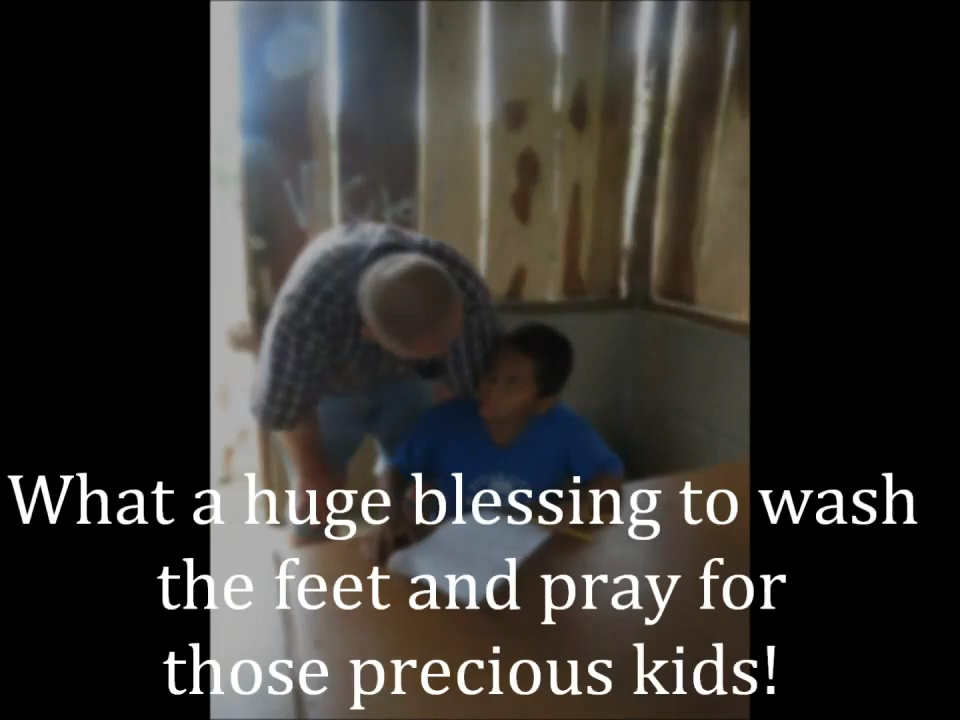 What a huge blessing to wash
the feet and pray for
those precious kids!